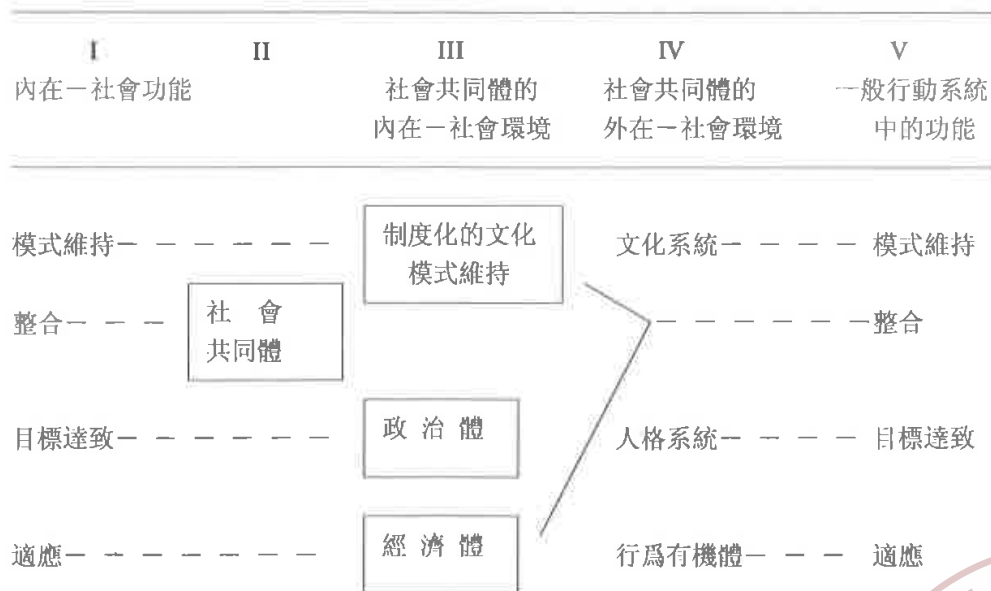 I II III IV V
內在－社會功能 社會共同體的 社會共同體的 一般行動系統
內在－社會環境 外在－社會環境 中的功能
模式維持－－－－－－ 制度化的文化 文化系統－－－－ 模式維持
模式維持
整合－－－ 社 會 －－－－－－－整合
共同體
目標達致－－－－－－ 政 治 體 人格系統－－－－ 目標達致
適應－－－－－－－ 經 濟 體 行爲有機體－－－ 適應